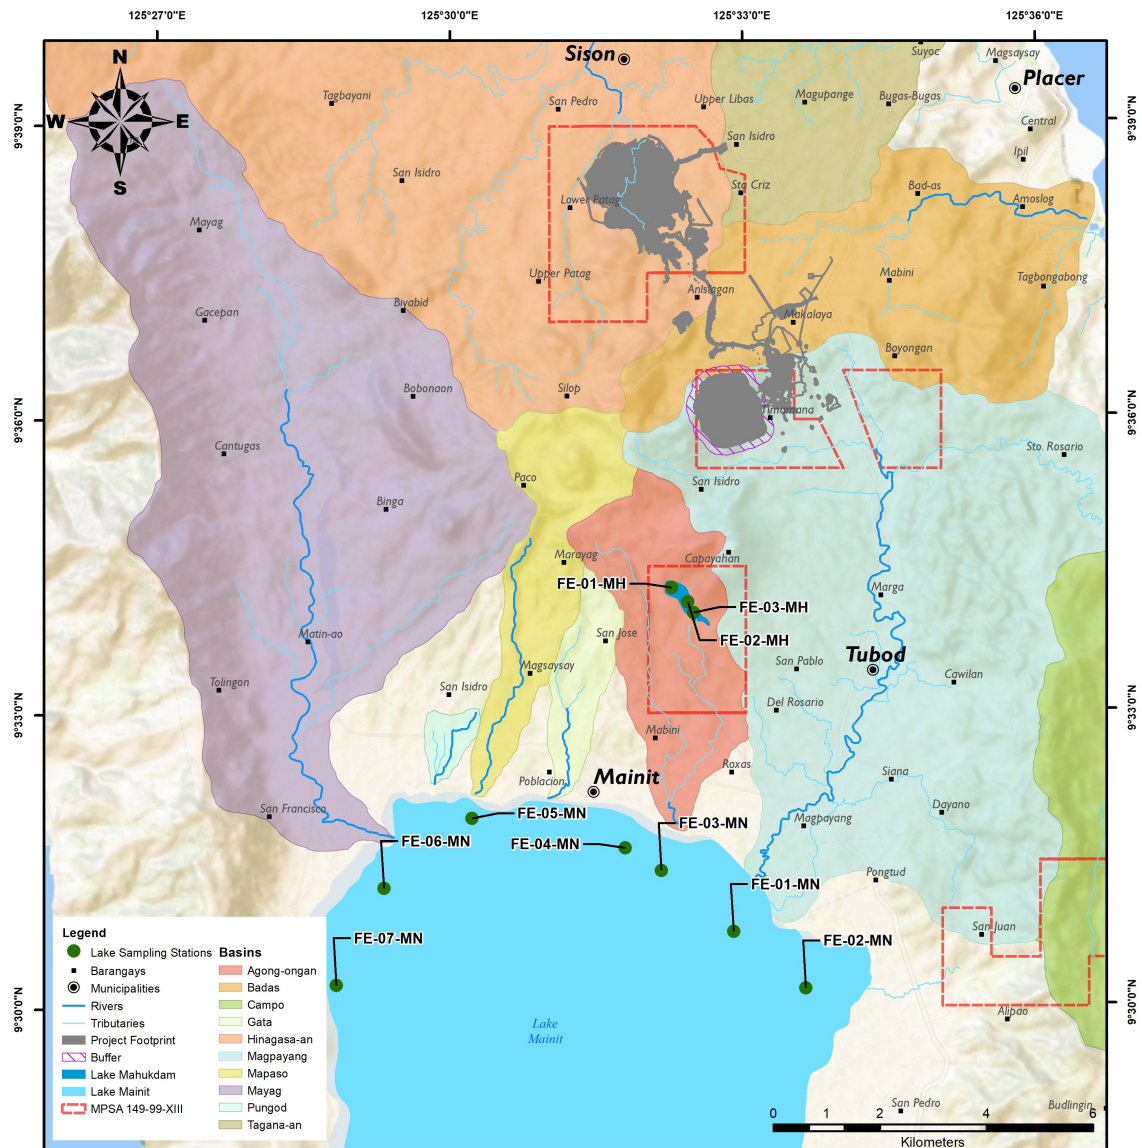 125°27'0"E
125°30'0"E
125°33'0"E
125°36'0"E
Sison
Suyoc
Magsaysay
Placer
N
W
E
S
Tagbayani
San Pedro
Upper Libas
Magupange
Bugas-Bugas
Central
Ipil
9°39'0"N
San Isidro
San Isidro
Sta Criz
Bad-as
Amoslog
Lower Patag
Mayag
Upper Patag
Mabini
Tagbongabong
Anislagan
Biyabid
Gacepan
Makalaya
Boyongan
Bobonaon
Silop
Timamana
9°36'0"N
Cantugas
Sto. Rosario
Paco
San Isidro
Binga
Marayag
Capayahan
FE-01-MH
FE-03-MH
FE-02-MH
Marga
Matin-ao
San Jose
Tubod
San Pablo
Magsaysay
Tolingon
San Isidro
Cawilan
Del Rosario
9°33'0"N
Mabini
Roxas
Siana
Poblacion
Mainit
San Francisco
Dayano
FE-05-MN
FE-03-MN
Magpayang
FE-06-MN
FE-04-MN
Pongtud
FE-01-MN
San Juan
FE-07-MN
FE-02-MN
9°30'0"N
Alipao
Lake
Mainit
San Pedro
Budlingin
Legend
Lake Sampling Stations
Barangays
Municipalities
Rivers
Tributaries
Project Footprint
Buffer
Lake Mahukdam
Lake Mainit
MPSA 149-99-XIII
Basins
Agong-ongan
Badas
Campo
Gata
Hinagasa-an
Magpayang
Mapaso
Mayag
Pungod
Tagana-an
0 1 2 4 6
Kilometers